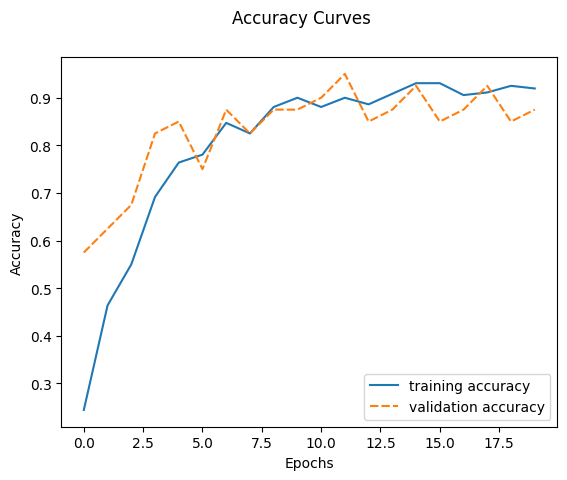 Accuracy Curves
0.9
0.8
0.7
0.6
0.5
0.4
0.3
Accuracy
training accuracy
validation accuracy
0.0 2.5 5.0 7.5 10.0 12.5 15.0 17.5
Epochs